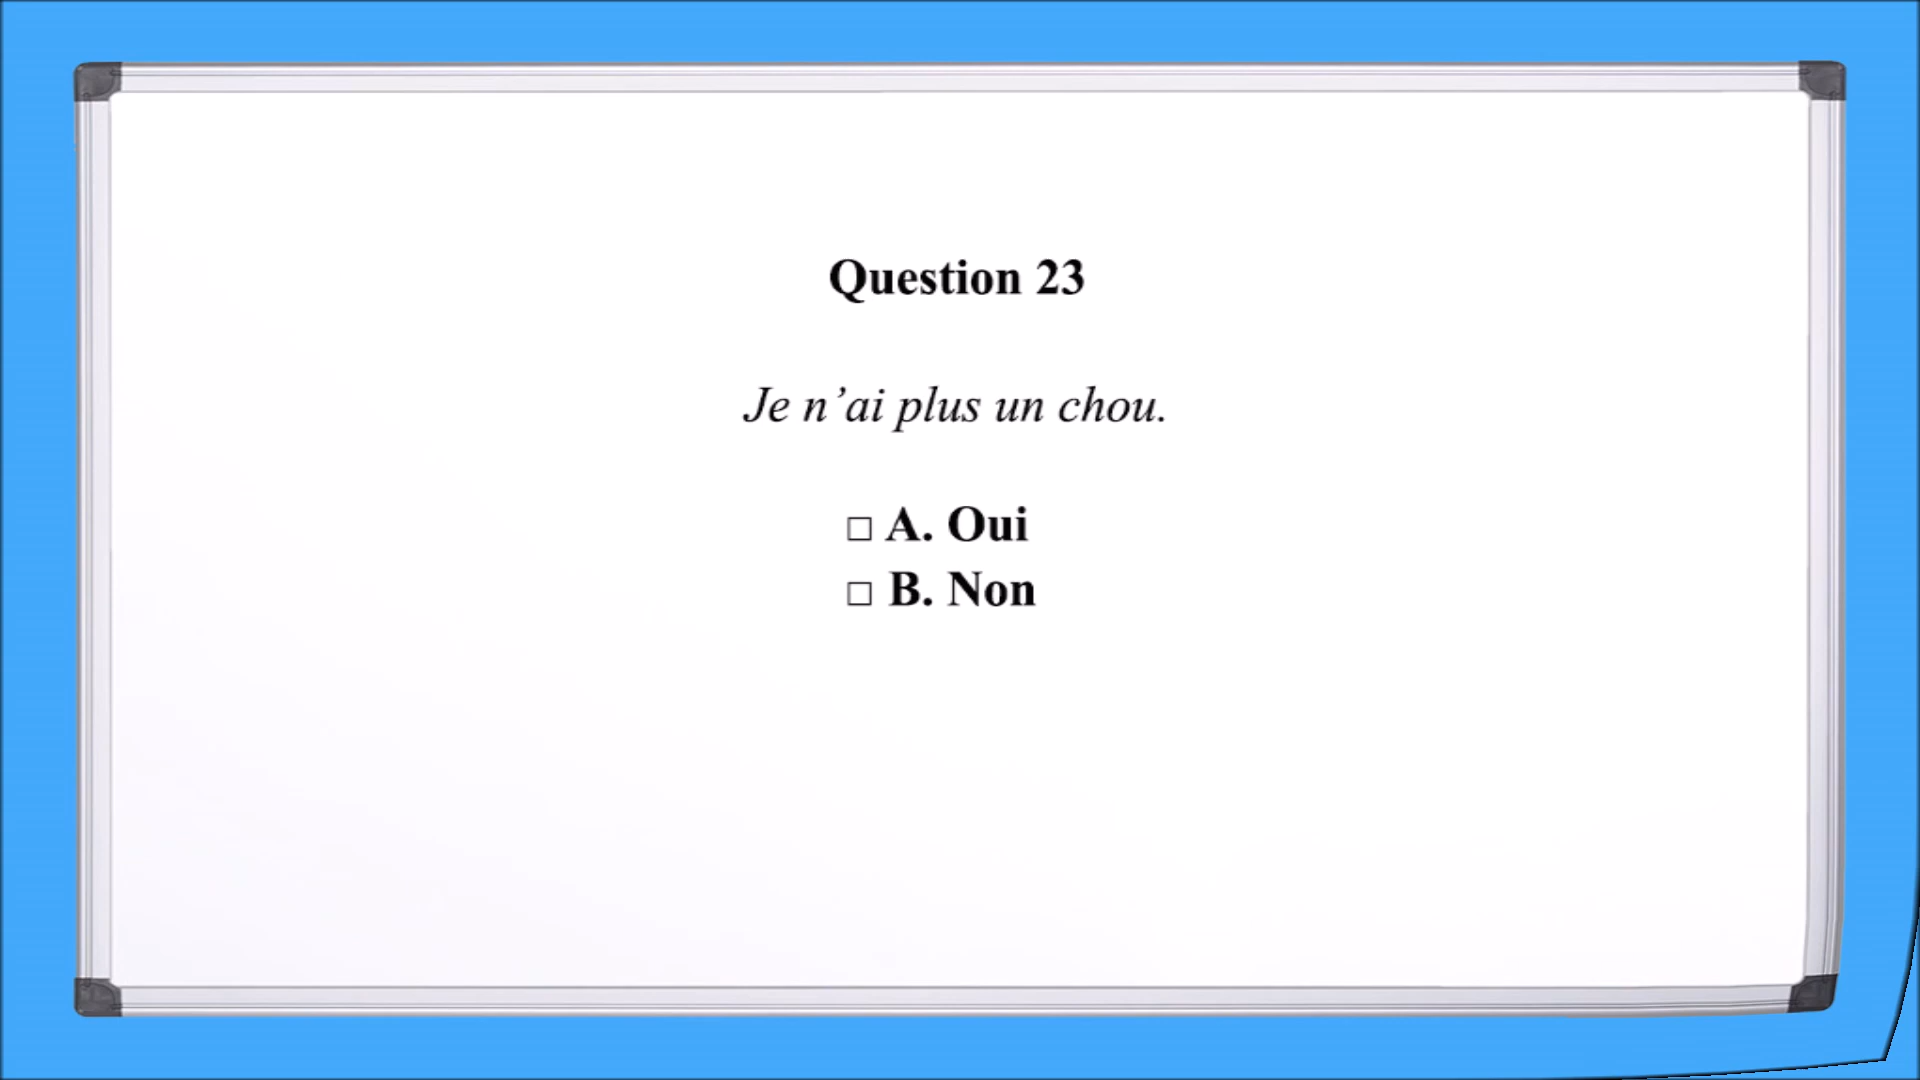 Question 23
Je n’ai plus un chou.
□ A. Oui
□ B. Non